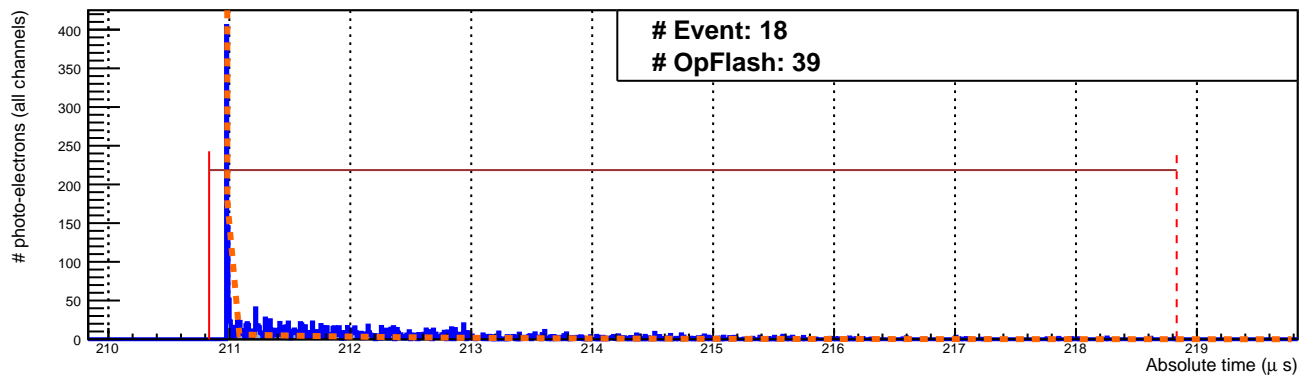 # Event: 18
# OpFlash: 39
# photo-electrons (all channels)
400
350
300
250
200
150
100
50
0
210 211 212 213 214 215 216 217 218 219
Absolute time (μ s)